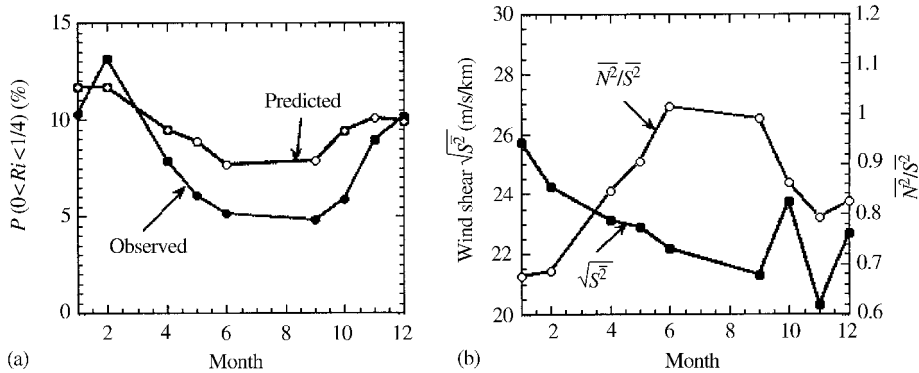 15
10
5
0
P (0<Ri<1/4) (%)
Predicted
Observed
2 4 6 8 10 12
Month
(a)
30
28
26
24
22
20
Wind shear √S̅² (m/s/km)
N̅²/S̅²
√S̅²
1.2
1.1
1
0.9
0.8
0.7
0.6
N̅²/S̅²
2 4 6 8 10 12
Month
(b)